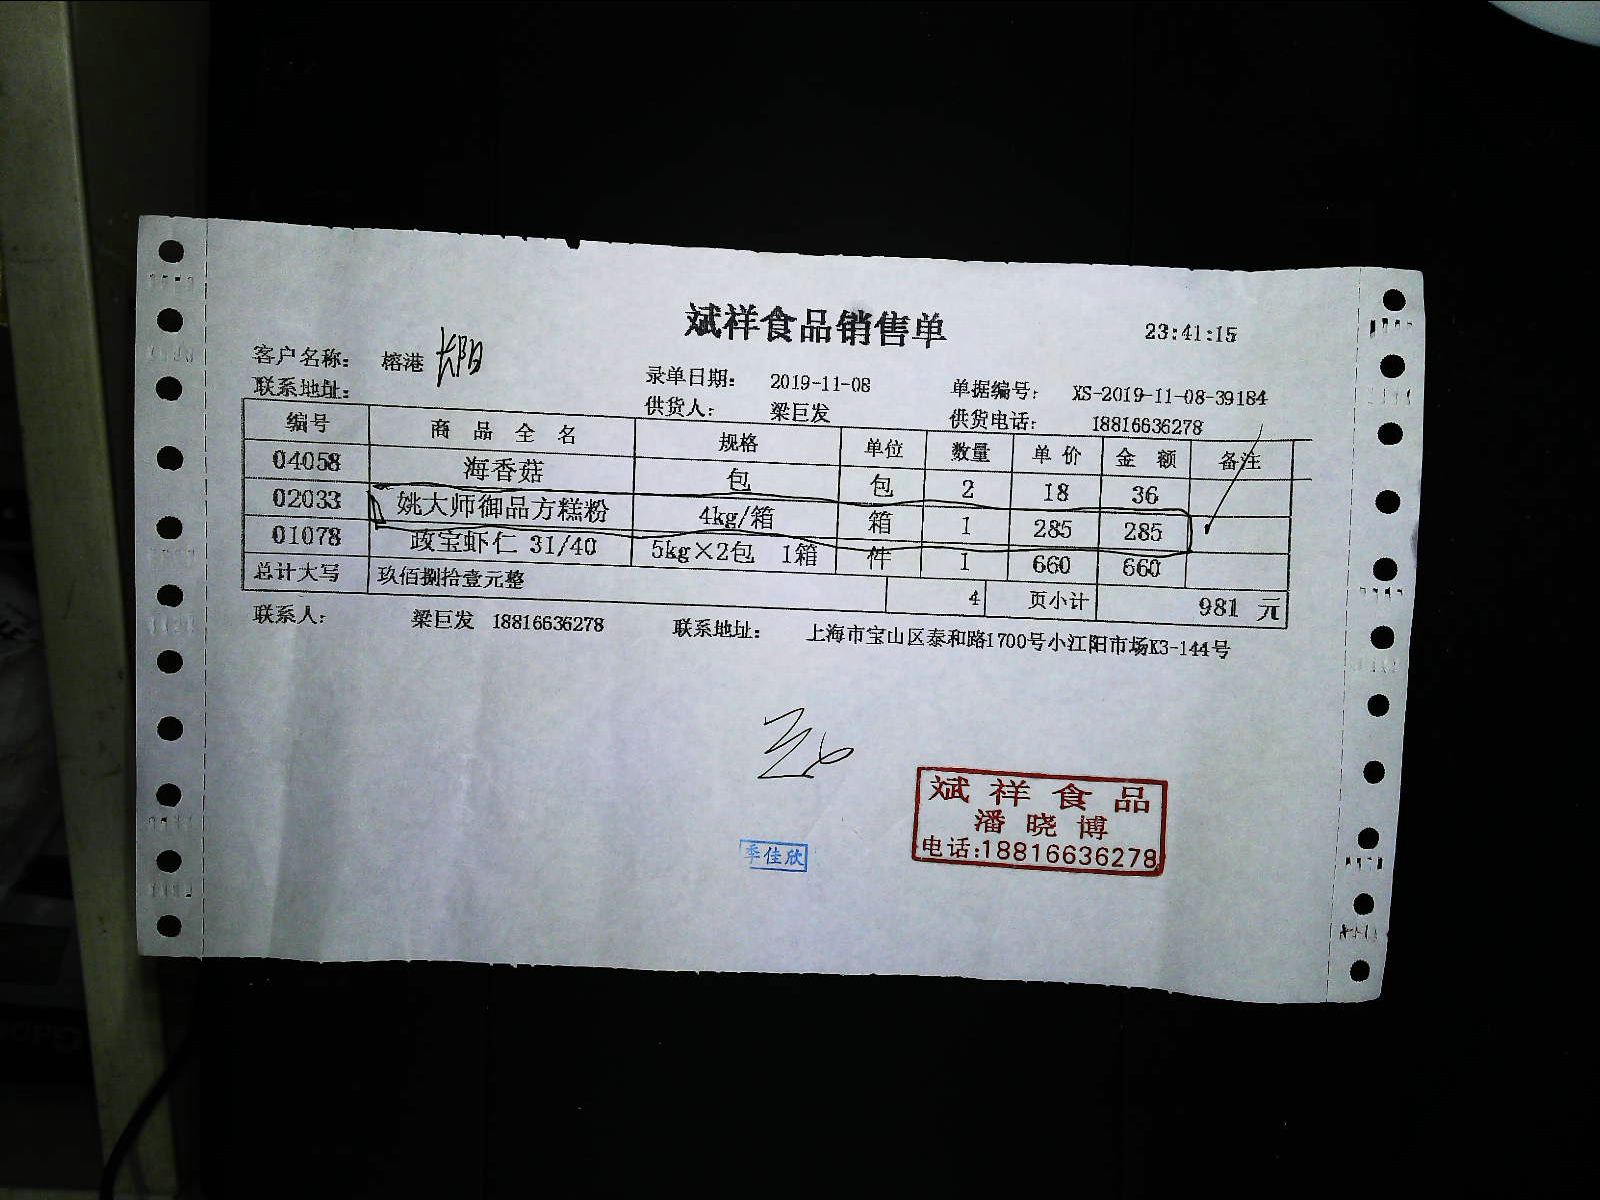 斌祥食品销售单
23:41:15
客户名称： 榕港 长阳
录单日期： 2019-11-08 单据编号： XS-2019-11-08-39184
联系地址： 供货人： 梁巨发 供货电话： 18816636278
编号 商品全名 规格 单位 数量 单价 金额 备注
04058 海香菇 包 包 2 18 36
02033 姚大师御品方糕粉 4kg/箱 箱 1 285 285
01078 政宝虾仁 31/40 5kg×2包 1箱 件 1 660 660
总计大写 玖佰捌拾壹元整 4 页小计 981 元
联系人： 梁巨发 18816636278 联系地址： 上海市宝山区泰和路1700号小江阳市场K3-144号
斌祥食品
潘晓博
电话:18816636278
季佳欣